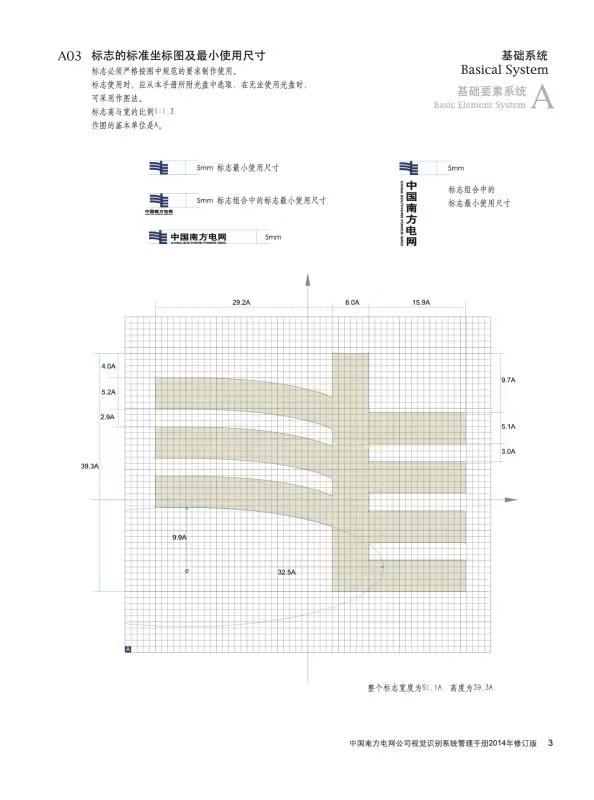 A03 标志的标准坐标图及最小使用尺寸
标志必须严格按图中规范的要求制作使用。
标志使用时，应从本手册所附光盘中选取，在无法使用光盘时，
可采用作图法。
标志高与宽的比例1:1.3
作图的基本单位是A。
基础系统
Basical System
基础要素系统
Basic Element System A
5mm 标志最小使用尺寸
5mm 标志组合中的标志最小使用尺寸
中国南方电网
中国南方电网
CHINA SOUTHERN POWER GRID
5mm
5mm
中国南方电网
CHINA SOUTHERN POWER GRID
标志组合中的
标志最小使用尺寸
29.2A 6.0A 15.9A
4.0A
5.2A
2.9A
39.3A
9.7A
5.1A
3.0A
9.9A
0
32.5A
A
整个标志宽度为51.1A 高度为39.3A
中国南方电网公司视觉识别系统管理手册2014年修订版 3